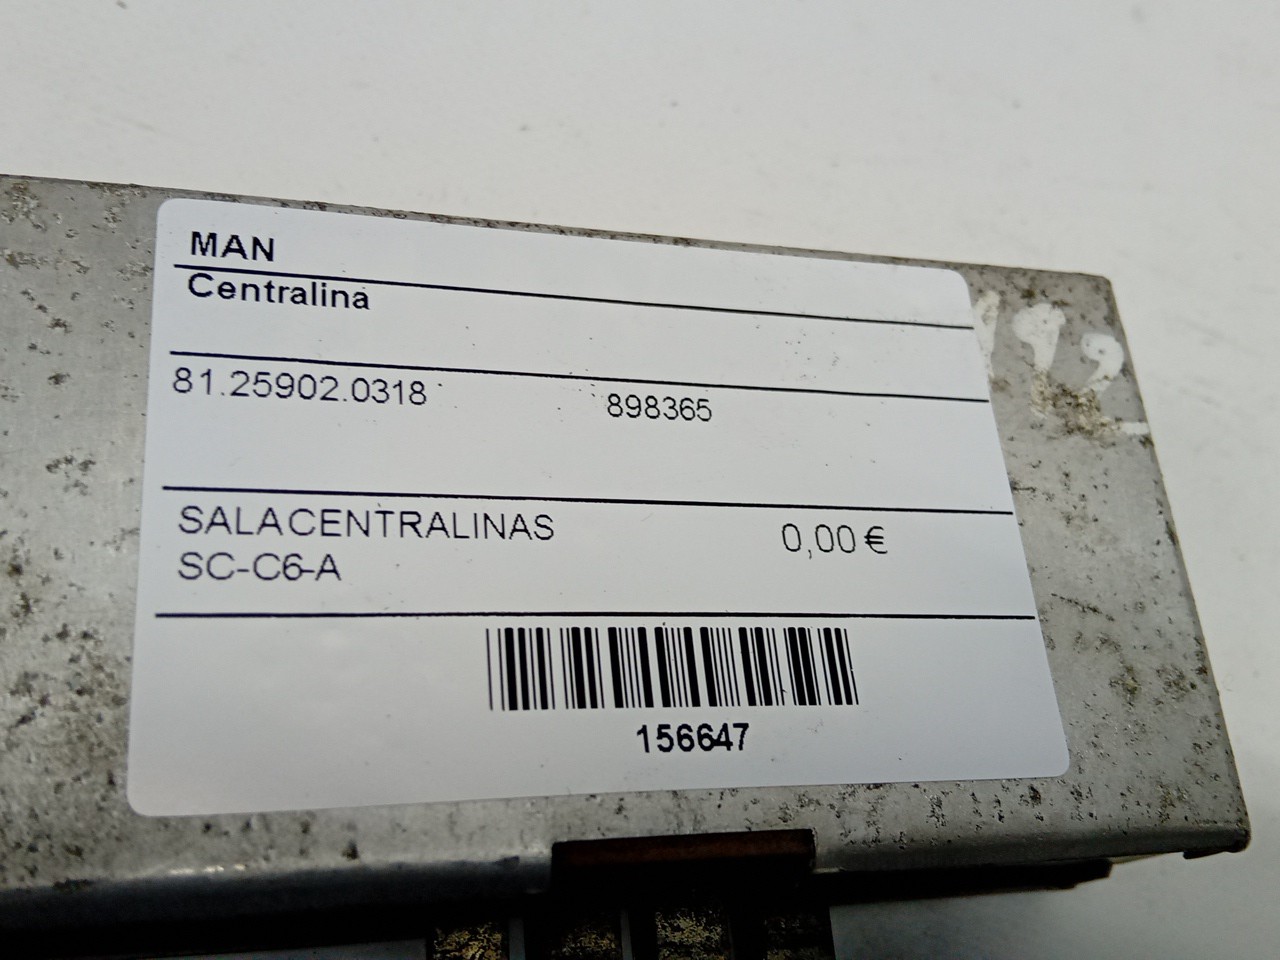 MAN
Centralina
81.25902.0318 898365
SALACENTRALINAS 0,00€
SC-C6-A
156647